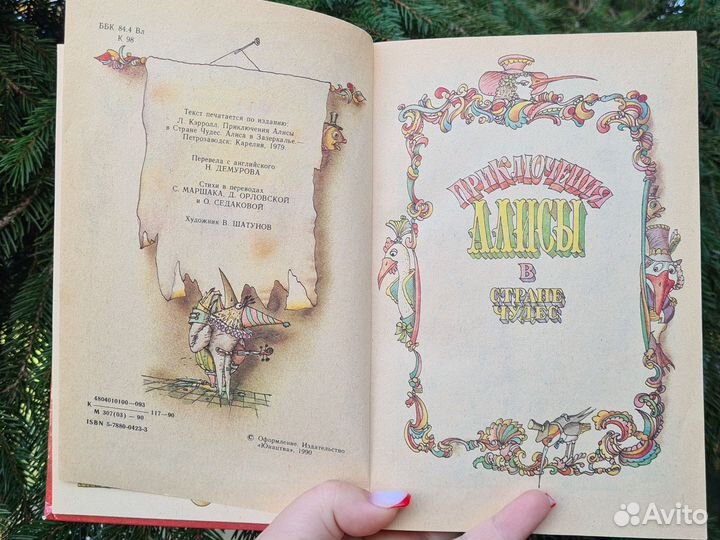 ББК 84.4 Вл
К 98
Текст печатается по изданию:
Л. Кэрролл. Приключения Алисы
в Стране Чудес. Алиса в Зазеркалье.—
Петрозаводск: Карелия, 1979.
Перевела с английского
Н. ДЕМУРОВА
Стихи в переводах
С. МАРШАКА, Д. ОРЛОВСКОЙ
и О. СЕДАКОВОЙ
Художник В. ШАТУНОВ
К 4804010100—093
М 307(03)—90 117—90
ISBN 5-7880-0423-3
© Оформление. Издательство
«Юнацтва», 1990
ПРИКЛЮЧЕНИЯ
АЛИСЫ
В
СТРАНЕ
ЧУДЕС
Avito